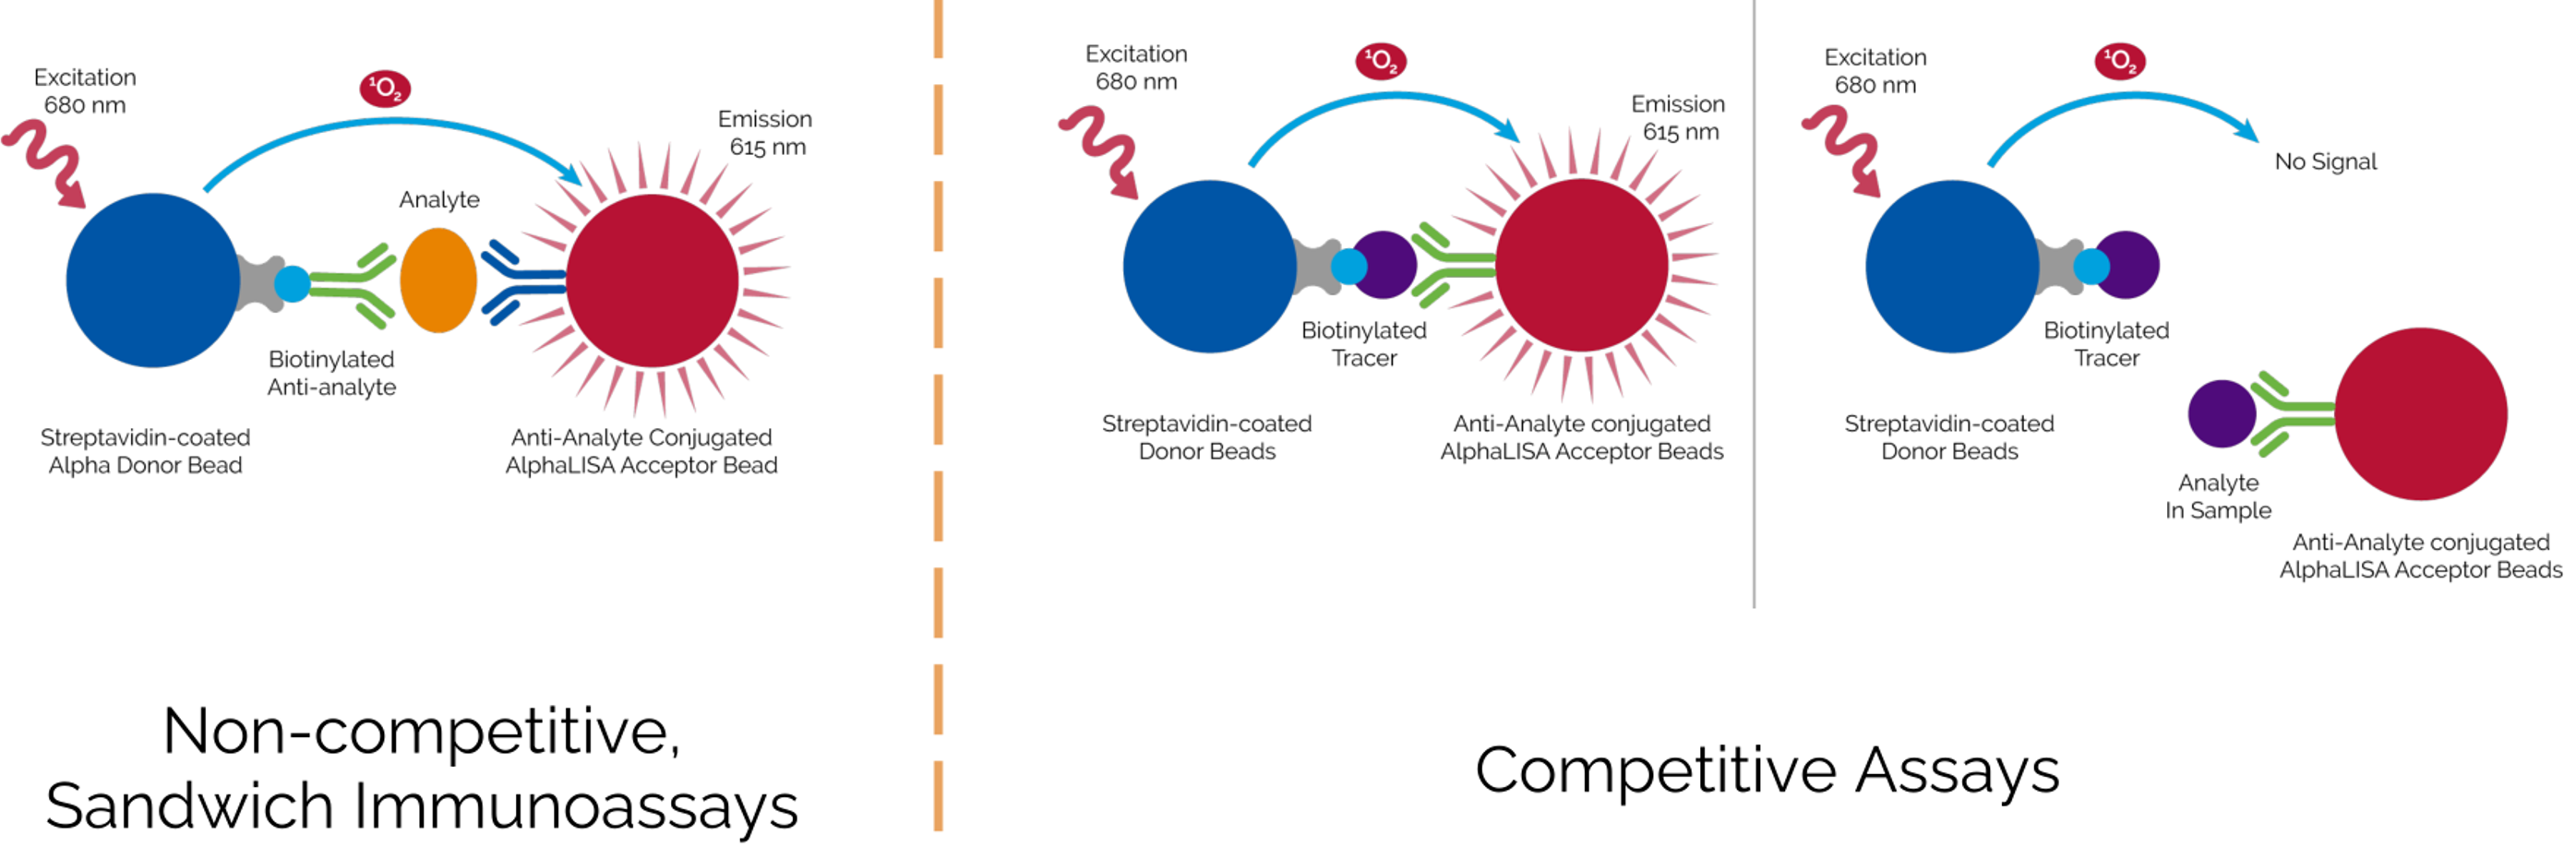 Excitation
680 nm
¹O₂
Emission
615 nm
Analyte
Biotinylated
Anti-analyte
Streptavidin-coated
Alpha Donor Bead
Anti-Analyte Conjugated
AlphaLISA Acceptor Bead
Non-competitive,
Sandwich Immunoassays
Excitation
680 nm
¹O₂
Emission
615 nm
Biotinylated
Tracer
Streptavidin-coated
Donor Beads
Anti-Analyte conjugated
AlphaLISA Acceptor Beads
Excitation
680 nm
¹O₂
No Signal
Biotinylated
Tracer
Streptavidin-coated
Donor Beads
Analyte
In Sample
Anti-Analyte conjugated
AlphaLISA Acceptor Beads
Competitive Assays